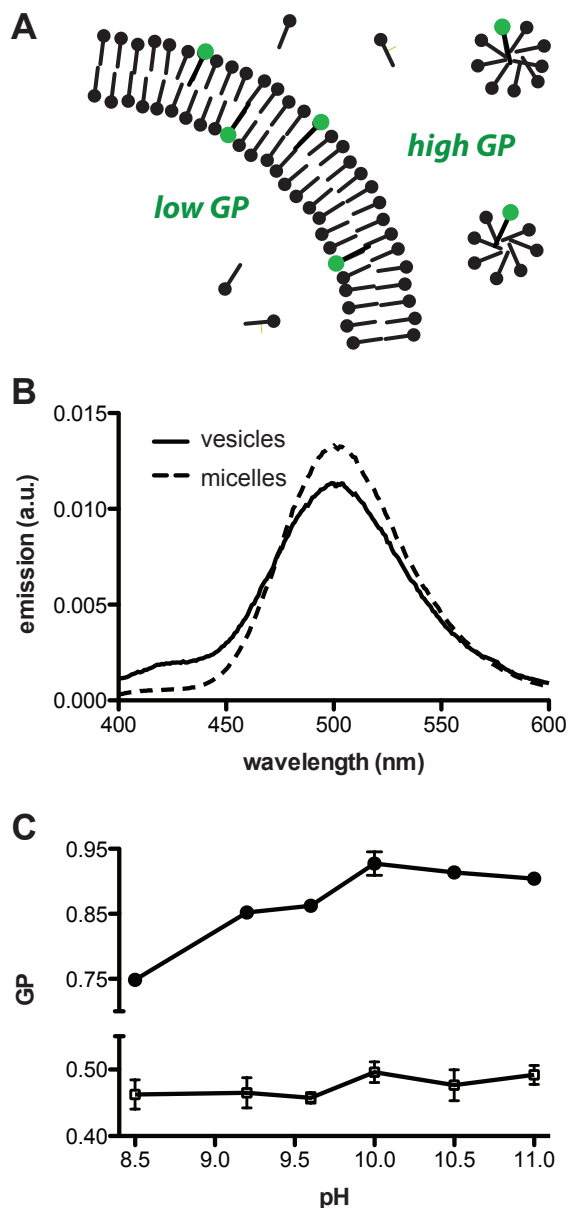 A
high GP
low GP
B
0.015
vesicles
micelles
0.010
emission (a.u.)
0.005
0.000
400 450 500 550 600
wavelength (nm)
C
0.95
0.85
0.75
GP
0.50
0.40
8.5 9.0 9.5 10.0 10.5 11.0
pH